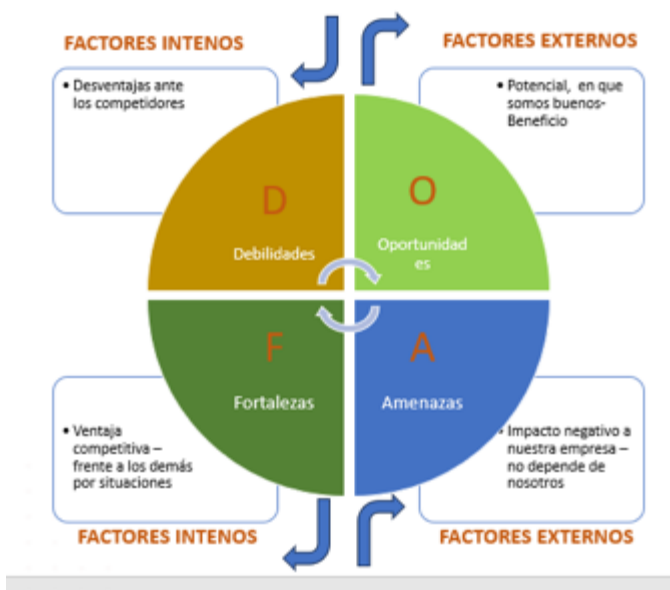 FACTORES INTENOS
FACTORES EXTERNOS
• Desventajas ante
los competidores
• Potencial, en que
somos buenos-
Beneficio
D
Debilidades
O
Oportunidad
es
F
Fortalezas
A
Amenazas
• Ventaja
competitiva –
frente a los demás
por situaciones
• Impacto negativo a
nuestra empresa –
no depende de
nosotros
FACTORES INTENOS
FACTORES EXTERNOS